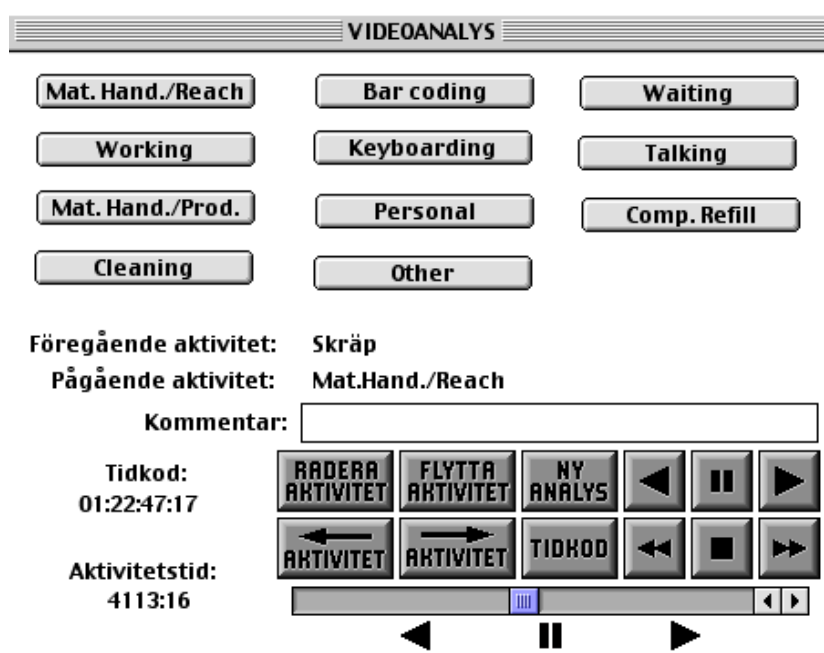 VIDEOANALYS
Mat. Hand./Reach
Bar coding
Waiting
Working
Keyboarding
Talking
Mat. Hand./Prod.
Personal
Comp. Refill
Cleaning
Other
Föregående aktivitet: Skräp
Pågående aktivitet: Mat.Hand./Reach
Kommentar:
Tidkod:
01:22:47:17
RADERA
AKTIVITET
FLYTTA
AKTIVITET
NY
ANALYS
AKTIVITET
AKTIVITET
TIDKOD
Aktivitetstid:
4113:16